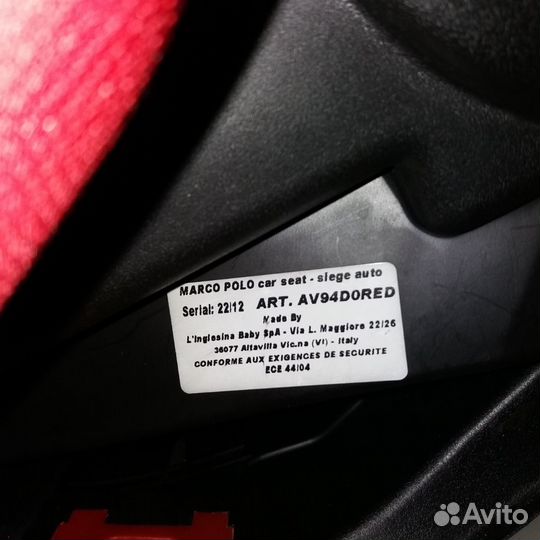 MARCO POLO car seat - siege auto
Serial: 22/12 ART. AV94D0RED
Made By
L'Inglesina Baby SpA - Via L. Maggiore 22/26
36077 Altavilla Vic.na (VI) - Italy
CONFORME AUX EXIGENCES DE SECURITE
ECE 44/04
Avito